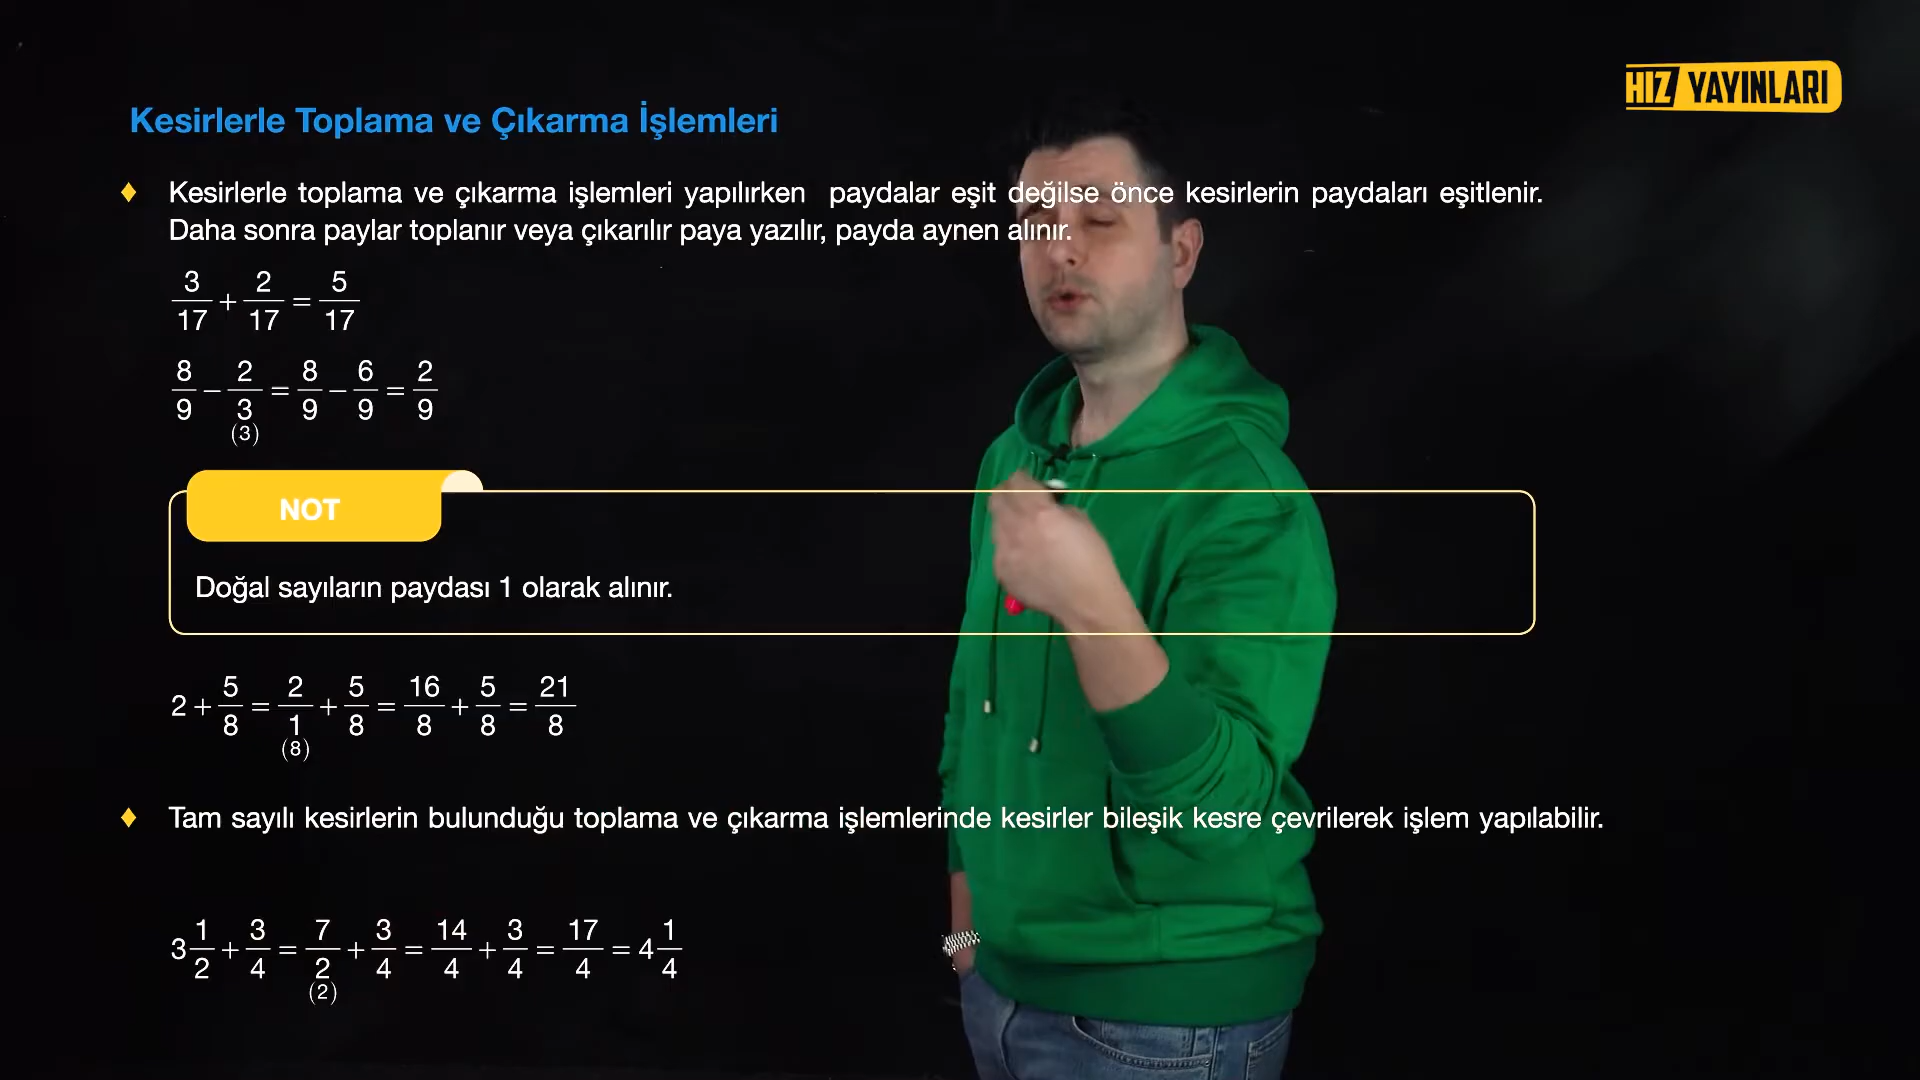 HIZ YAYINLARI
Kesirlerle Toplama ve Çıkarma İşlemleri
♦ Kesirlerle toplama ve çıkarma işlemleri yapılırken paydalar eşit değilse önce kesirlerin paydaları eşitlenir.
Daha sonra paylar toplanır veya çıkarılır paya yazılır, payda aynen alınır.
3/17 + 2/17 = 5/17
8/9 − 2/3 = 8/9 − 6/9 = 2/9
(3)
NOT
Doğal sayıların paydası 1 olarak alınır.
2 + 5/8 = 2/1 + 5/8 = 16/8 + 5/8 = 21/8
(8)
♦ Tam sayılı kesirlerin bulunduğu toplama ve çıkarma işlemlerinde kesirler bileşik kesre çevrilerek işlem yapılabilir.
3 1/2 + 3/4 = 7/2 + 3/4 = 14/4 + 3/4 = 17/4 = 4 1/4
(2)